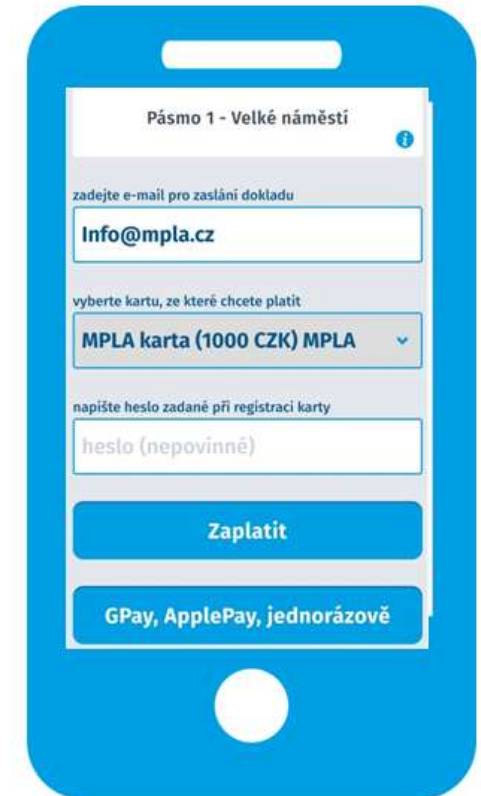 Pásmo 1 - Velké náměstí
i
zadejte e-mail pro zaslání dokladu
Info@mpla.cz
vyberte kartu, ze které chcete platit
MPLA karta (1000 CZK) MPLA
napište heslo zadané při registraci karty
heslo (nepovinné)
Zaplatit
GPay, ApplePay, jednorázově